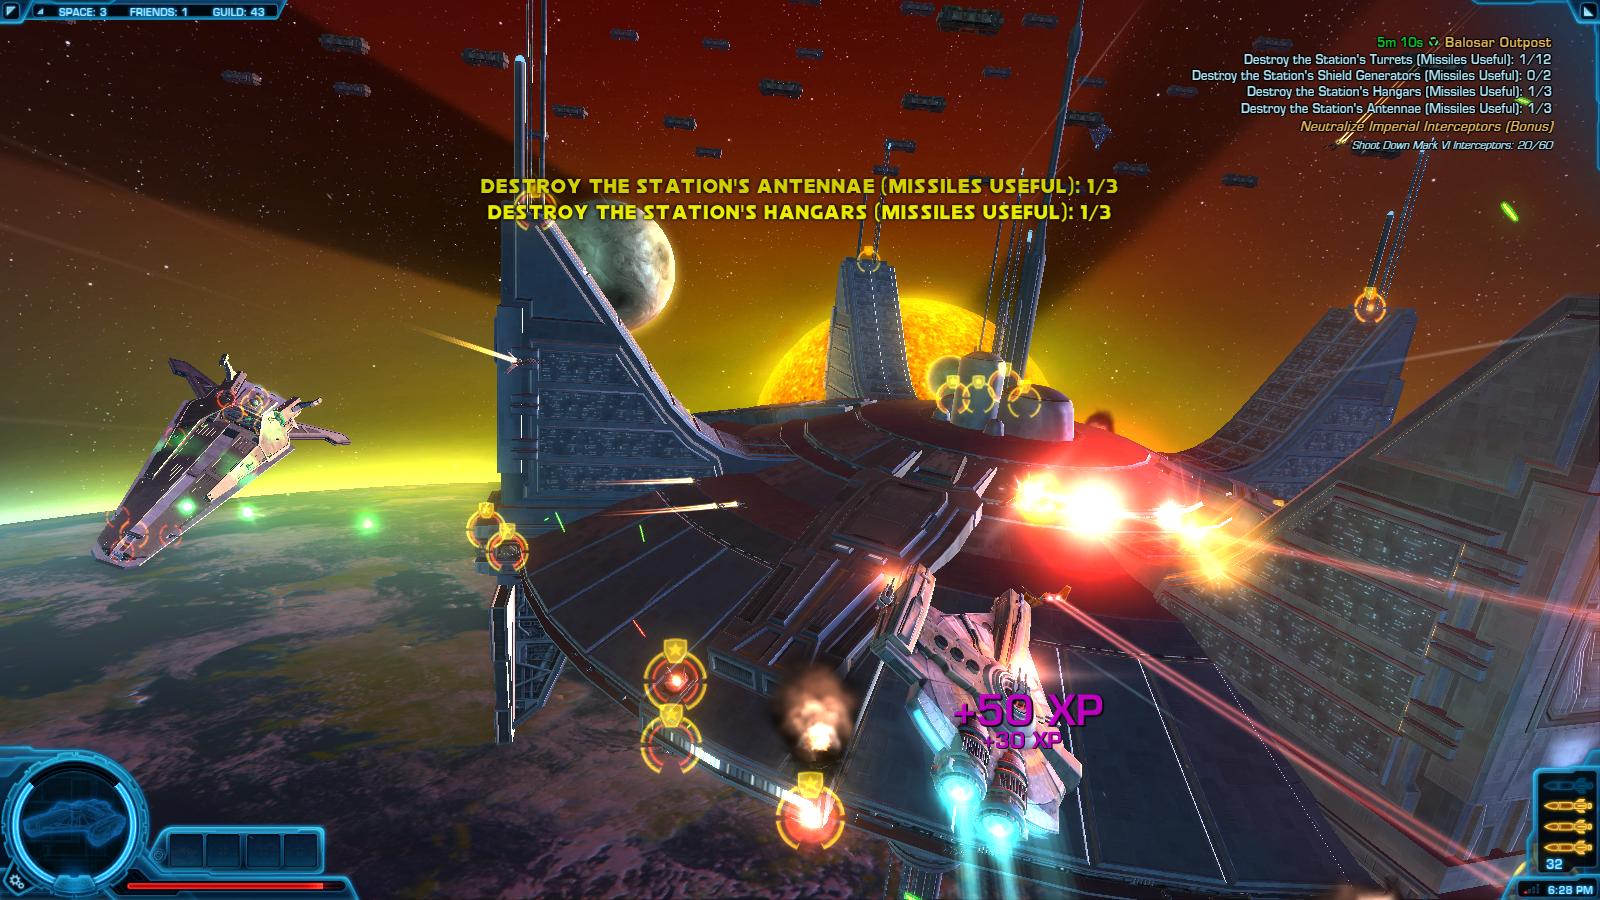 SPACE: 3 FRIENDS: 1 GUILD: 43
5m 10s Balosar Outpost
Destroy the Station's Turrets (Missiles Useful): 1/12
Destroy the Station's Shield Generators (Missiles Useful): 0/2
Destroy the Station's Hangars (Missiles Useful): 1/3
Destroy the Station's Antennae (Missiles Useful): 1/3
Neutralize Imperial Interceptors (Bonus)
Shoot Down Mark VI Interceptors: 20/60
DESTROY THE STATION'S ANTENNAE (MISSILES USEFUL): 1/3
DESTROY THE STATION'S HANGARS (MISSILES USEFUL): 1/3
+50 XP
+30 XP
32
6:28 PM